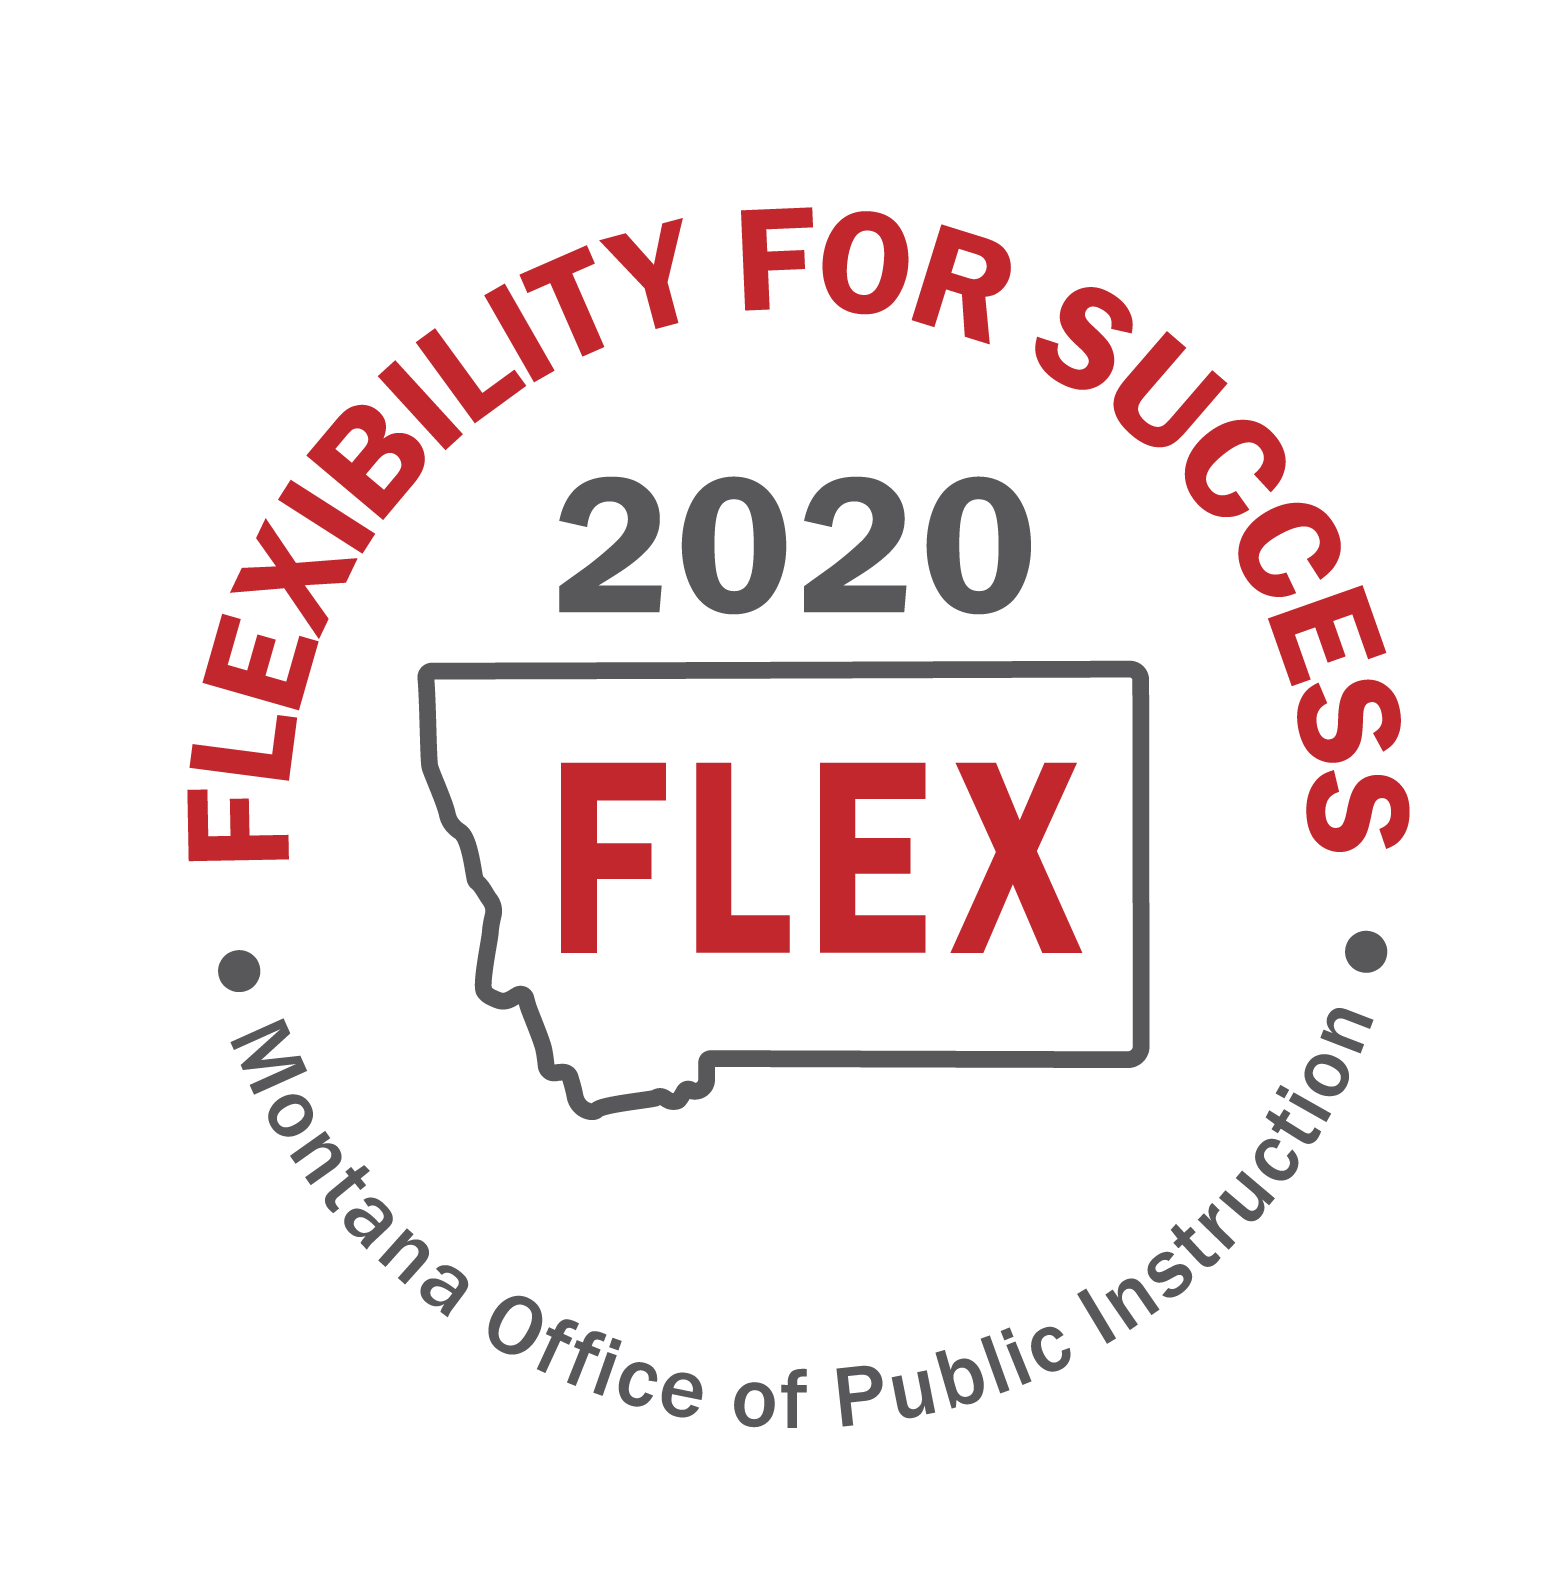 FLEXIBILITY FOR SUCCESS
2020
FLEX
• Montana Office of Public Instruction •